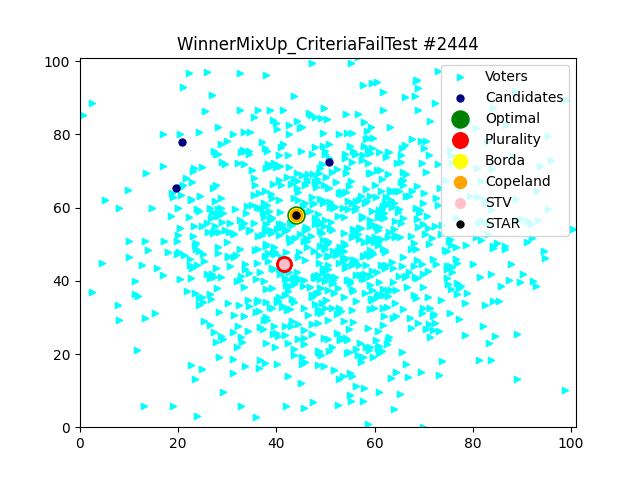 WinnerMixUp_CriteriaFailTest #2444
100
80
60
40
20
0
0 20 40 60 80 100
Voters
Candidates
Optimal
Plurality
Borda
Copeland
STV
STAR